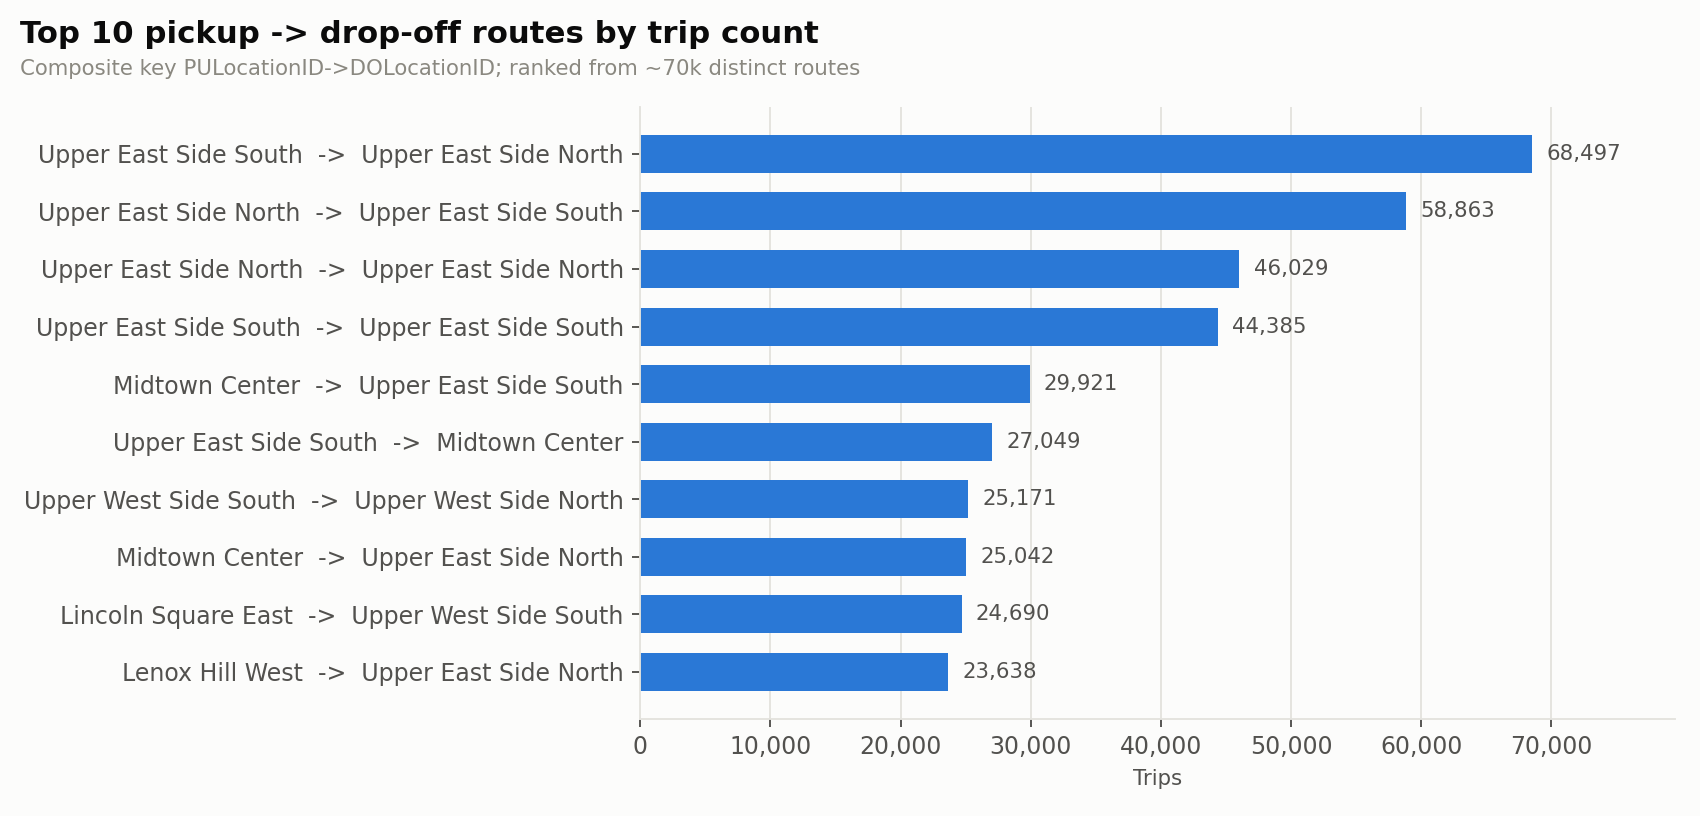 Top 10 pickup -> drop-off routes by trip count
Composite key PULocationID->DOLocationID; ranked from ~70k distinct routes
Upper East Side South -> Upper East Side North 68,497
Upper East Side North -> Upper East Side South 58,863
Upper East Side North -> Upper East Side North 46,029
Upper East Side South -> Upper East Side South 44,385
Midtown Center -> Upper East Side South 29,921
Upper East Side South -> Midtown Center 27,049
Upper West Side South -> Upper West Side North 25,171
Midtown Center -> Upper East Side North 25,042
Lincoln Square East -> Upper West Side South 24,690
Lenox Hill West -> Upper East Side North 23,638
0 10,000 20,000 30,000 40,000 50,000 60,000 70,000
Trips